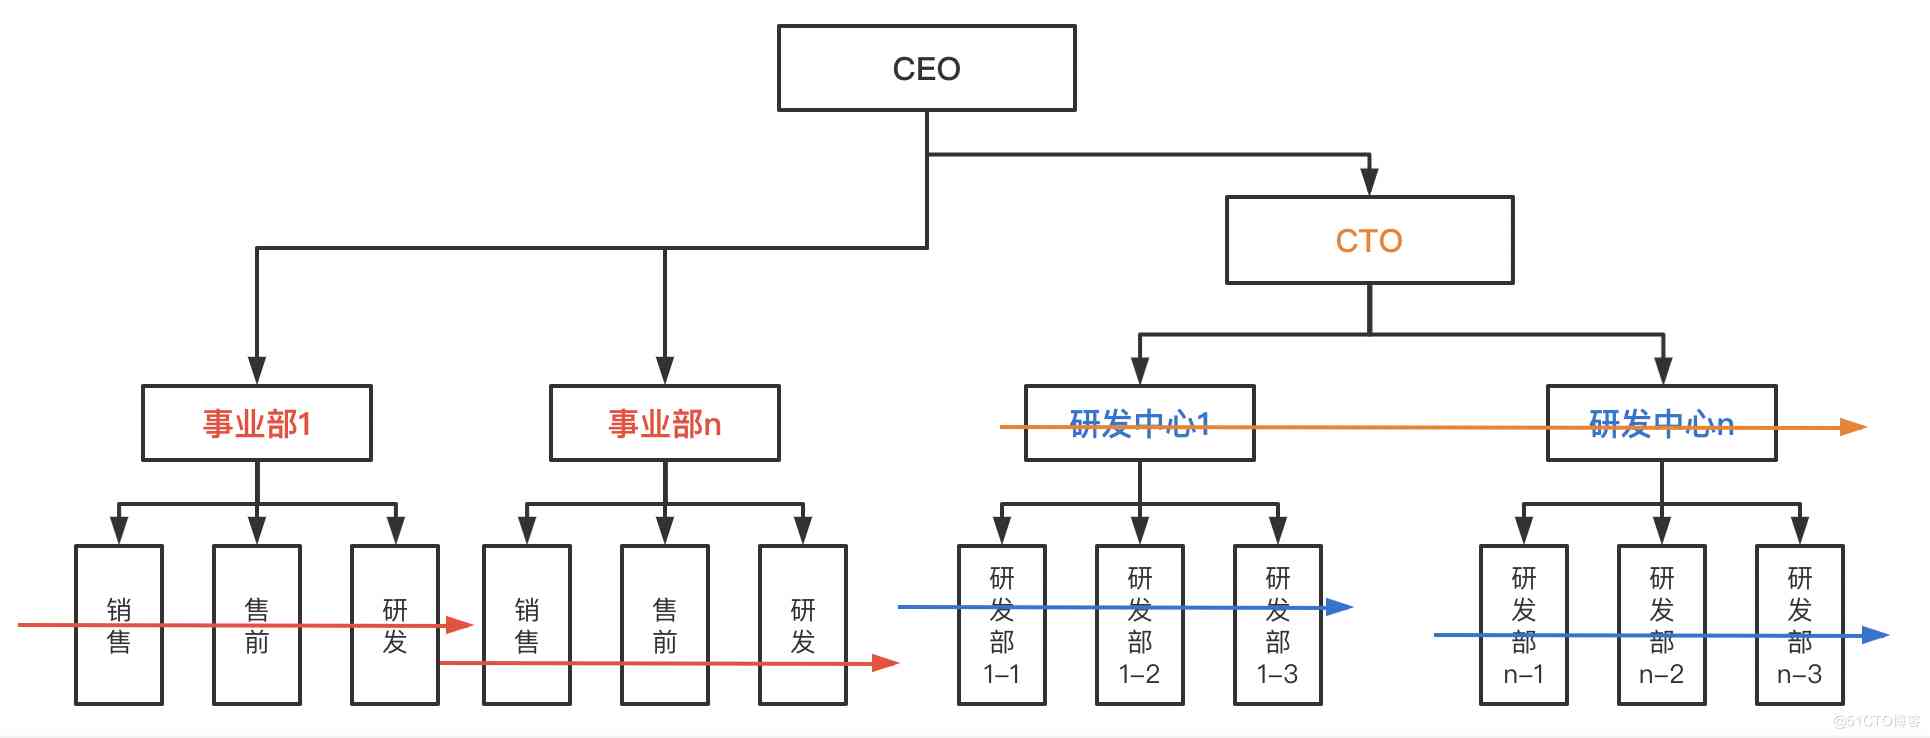 CEO
CTO
事业部1
事业部n
研发中心1
研发中心n
销售
售前
研发
销售
售前
研发
研发部1-1
研发部1-2
研发部1-3
研发部n-1
研发部n-2
研发部n-3
@51CTO博客